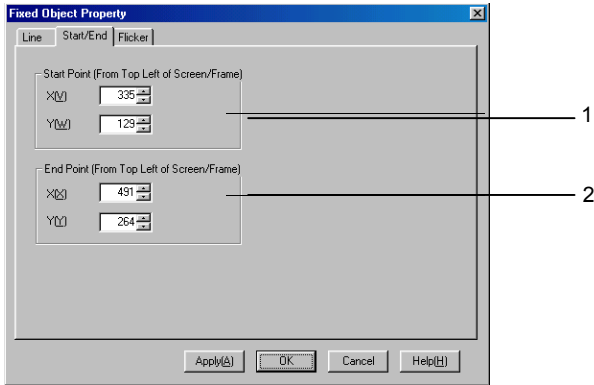 Fixed Object Property
Line Start/End Flicker
Start Point (From Top Left of Screen/Frame)
X(V) 335
Y(W) 129
1
End Point (From Top Left of Screen/Frame)
X(X) 491
2
Y(Y) 264
Apply(A) OK Cancel Help(H)